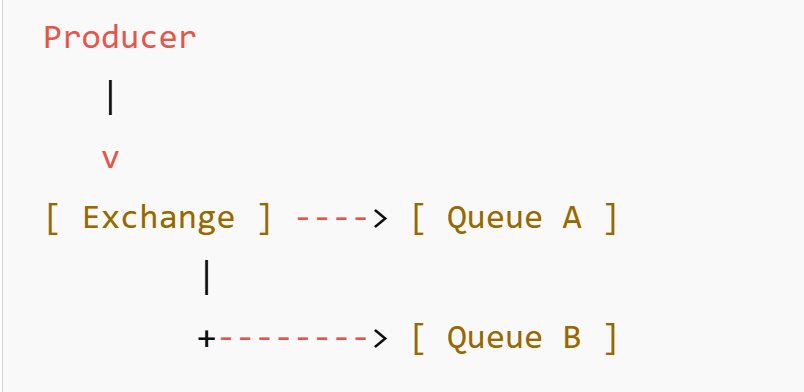 Producer
   |
   v
[ Exchange ] ----> [ Queue A ]
        |
        +--------> [ Queue B ]